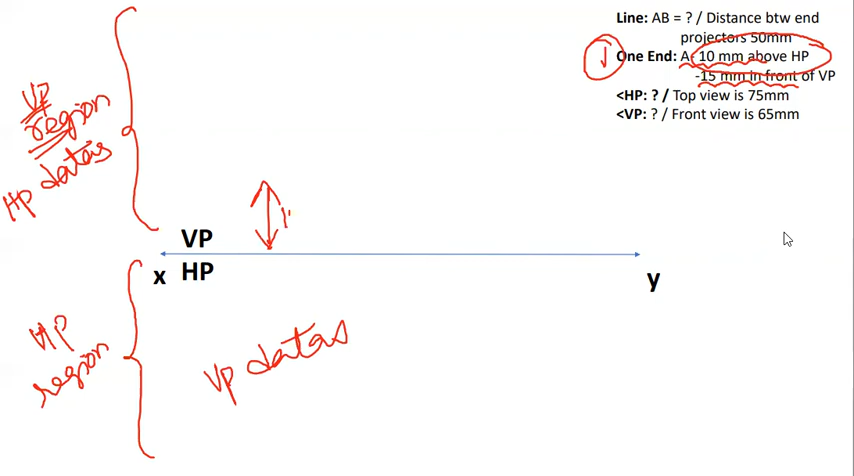 Line: AB = ? / Distance btw end
projectors 50mm
One End: A- 10 mm above HP
-15 mm in front of VP
<HP: ? / Top view is 75mm
<VP: ? / Front view is 65mm
VP
region
HP datas
VP
x HP y
region
VP datas